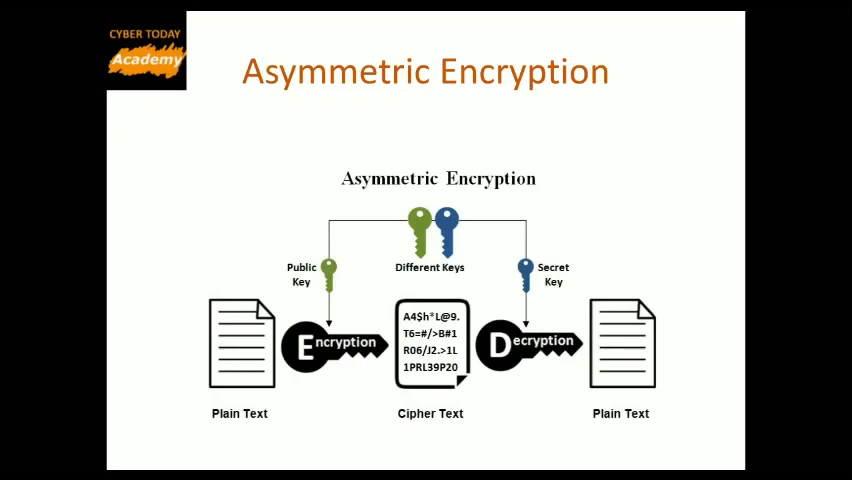 CYBER TODAY
Academy
Asymmetric Encryption
Asymmetric Encryption
Public
Key
Different Keys
Secret
Key
Encryption
A4$h*L@9.
T6=#/>B#1
R06/J2.>1L
1PRL39P20
Decryption
Plain Text
Cipher Text
Plain Text